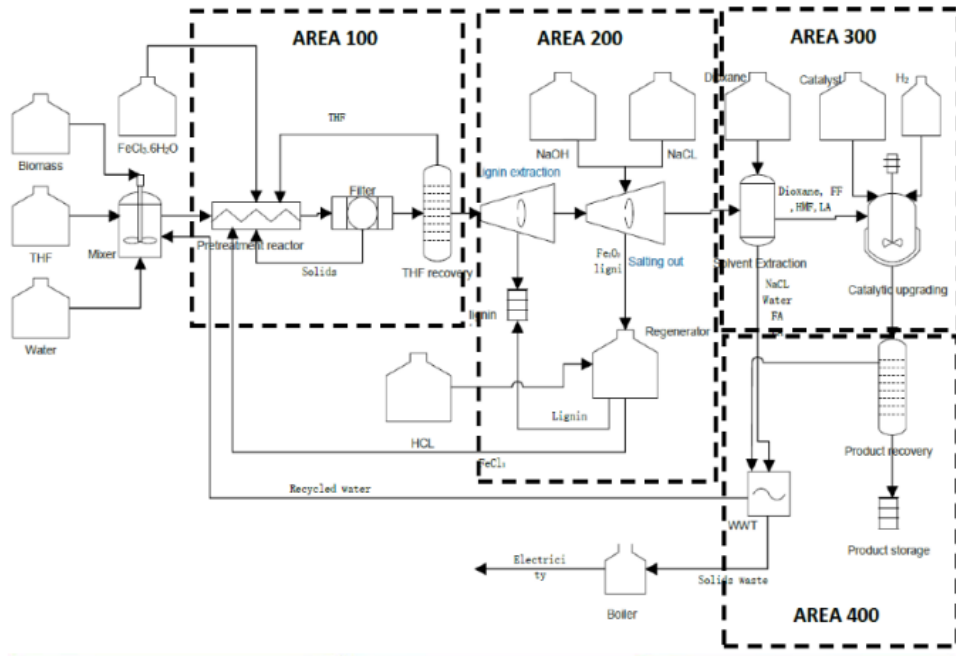 AREA 100
AREA 200
AREA 300
Dioxane
Catalyst
H₂
Biomass
FeCl₃.6H₂O
THF
NaOH
NaCL
Lignin extraction
Filter
Dioxane, FF
,HMF,LA
THF
Mixer
Pretreatment reactor
Solids
THF recovery
Fe₂O₃
ligni
Salting out
Solvent Extraction
Catalytic upgrading
NaCL
Water
FA
lignin
Regenerator
Water
Lignin
HCL
FeCl₃
Product recovery
Recycled water
WWT
Product storage
Electrici
ty
Solids waste
Boiler
AREA 400